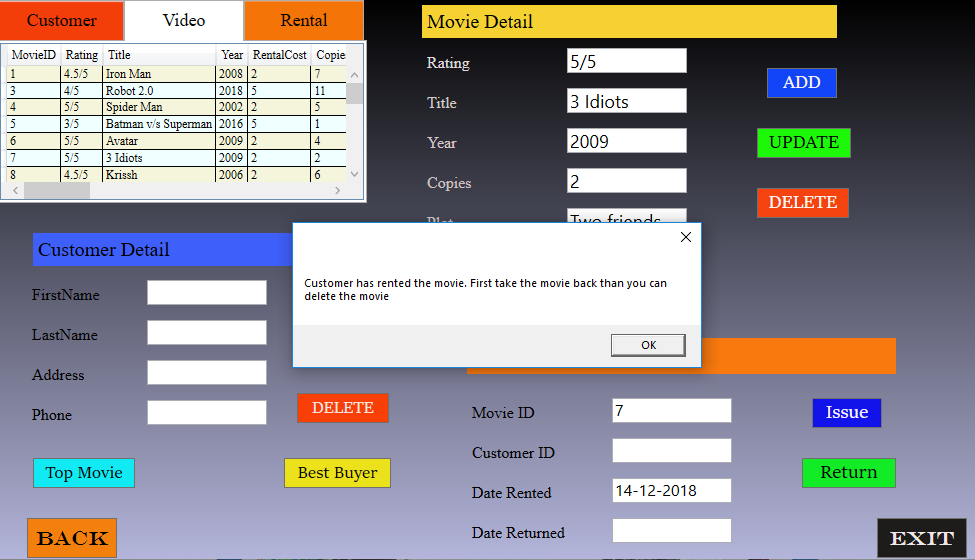 Customer Video Rental
MovieID Rating Title Year RentalCost Copie
1 4.5/5 Iron Man 2008 2 7
3 4/5 Robot 2.0 2018 5 11
4 5/5 Spider Man 2002 2 5
5 3/5 Batman v/s Superman 2016 5 1
6 5/5 Avatar 2009 2 4
7 5/5 3 Idiots 2009 2 2
8 4.5/5 Krissh 2006 2 6
Movie Detail
Rating 5/5
Title 3 Idiots
Year 2009
Copies 2
Plot Two friends
ADD
UPDATE
DELETE
Customer has rented the movie. First take the movie back than you can
delete the movie
OK
Customer Detail
FirstName
LastName
Address
Phone
DELETE
Top Movie
Best Buyer
BACK
Movie ID 7
Customer ID
Date Rented 14-12-2018
Date Returned
Issue
Return
EXIT